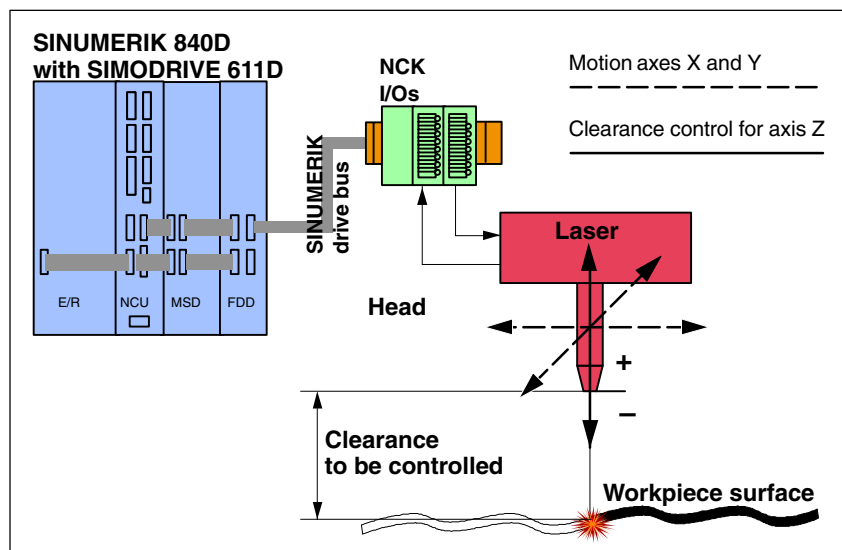 SINUMERIK 840D
with SIMODRIVE 611D
NCK
I/Os
Motion axes X and Y
Clearance control for axis Z
SINUMERIK
drive bus
Laser
E/R
NCU
MSD
FDD
Head
+
–
Clearance
to be controlled
Workpiece surface